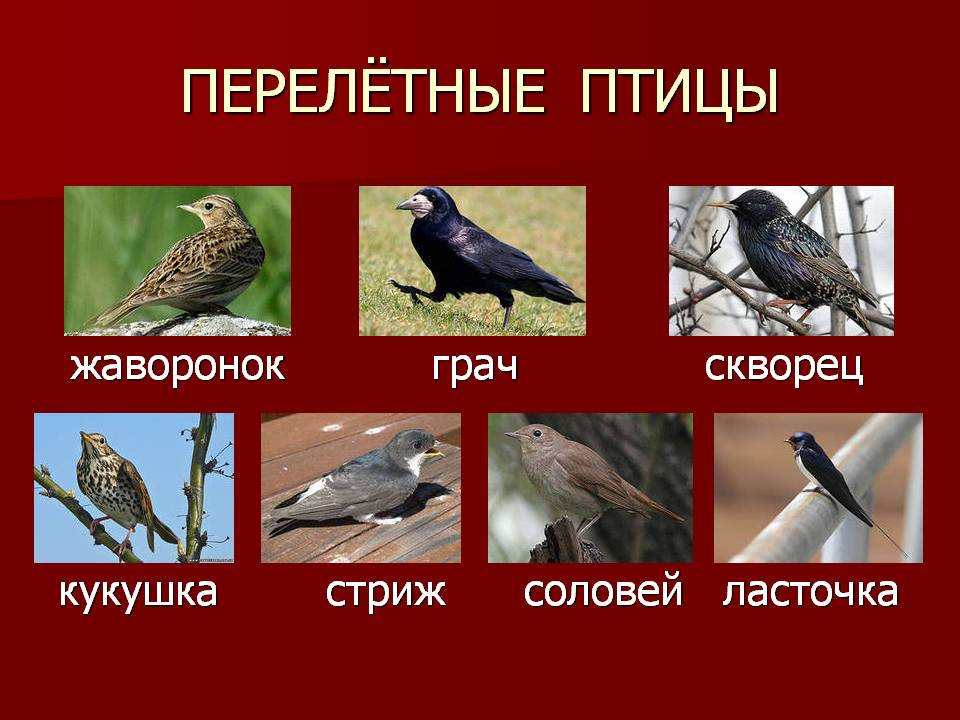 ПЕРЕЛЁТНЫЕ ПТИЦЫ
жаворонок грач скворец
кукушка стриж соловей ласточка